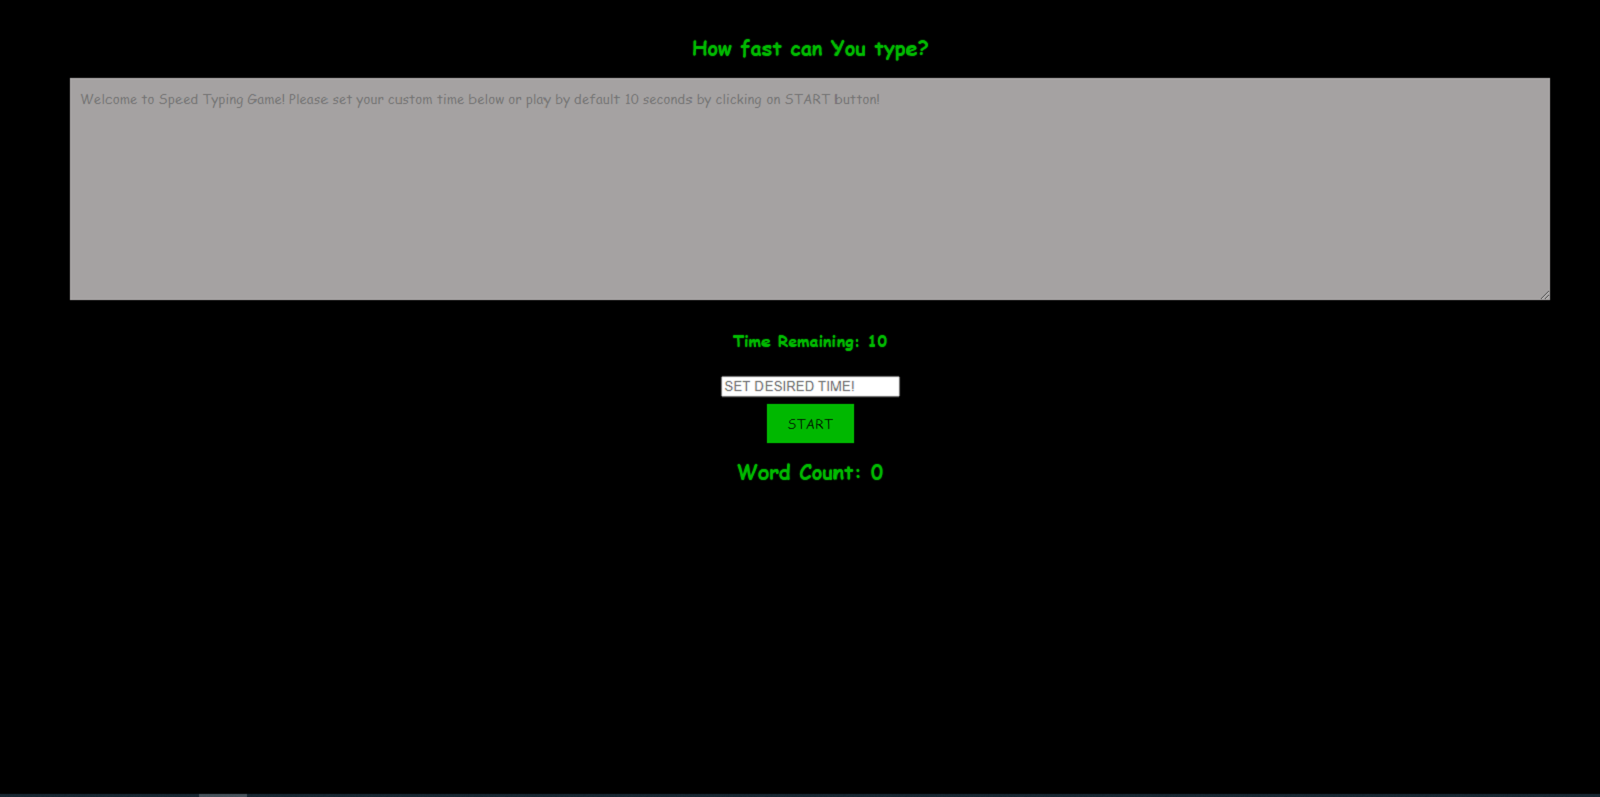 How fast can You type?
Welcome to Speed Typing Game! Please set your custom time below or play by default 10 seconds by clicking on START button!
Time Remaining: 10
SET DESIRED TIME!
START
Word Count: 0